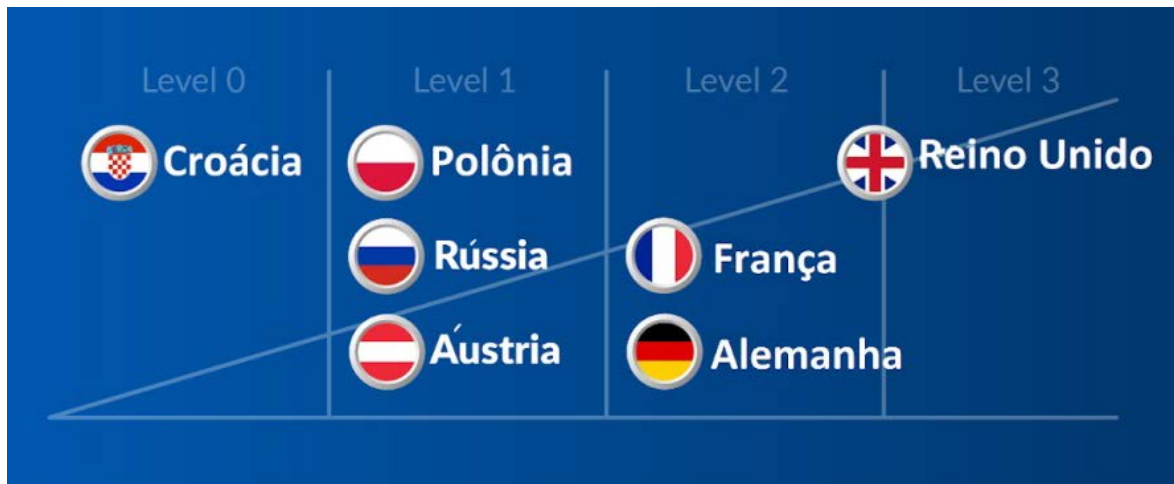 Level 0 Level 1 Level 2 Level 3
Croácia Polônia Reino Unido
Rússia França
Áustria Alemanha